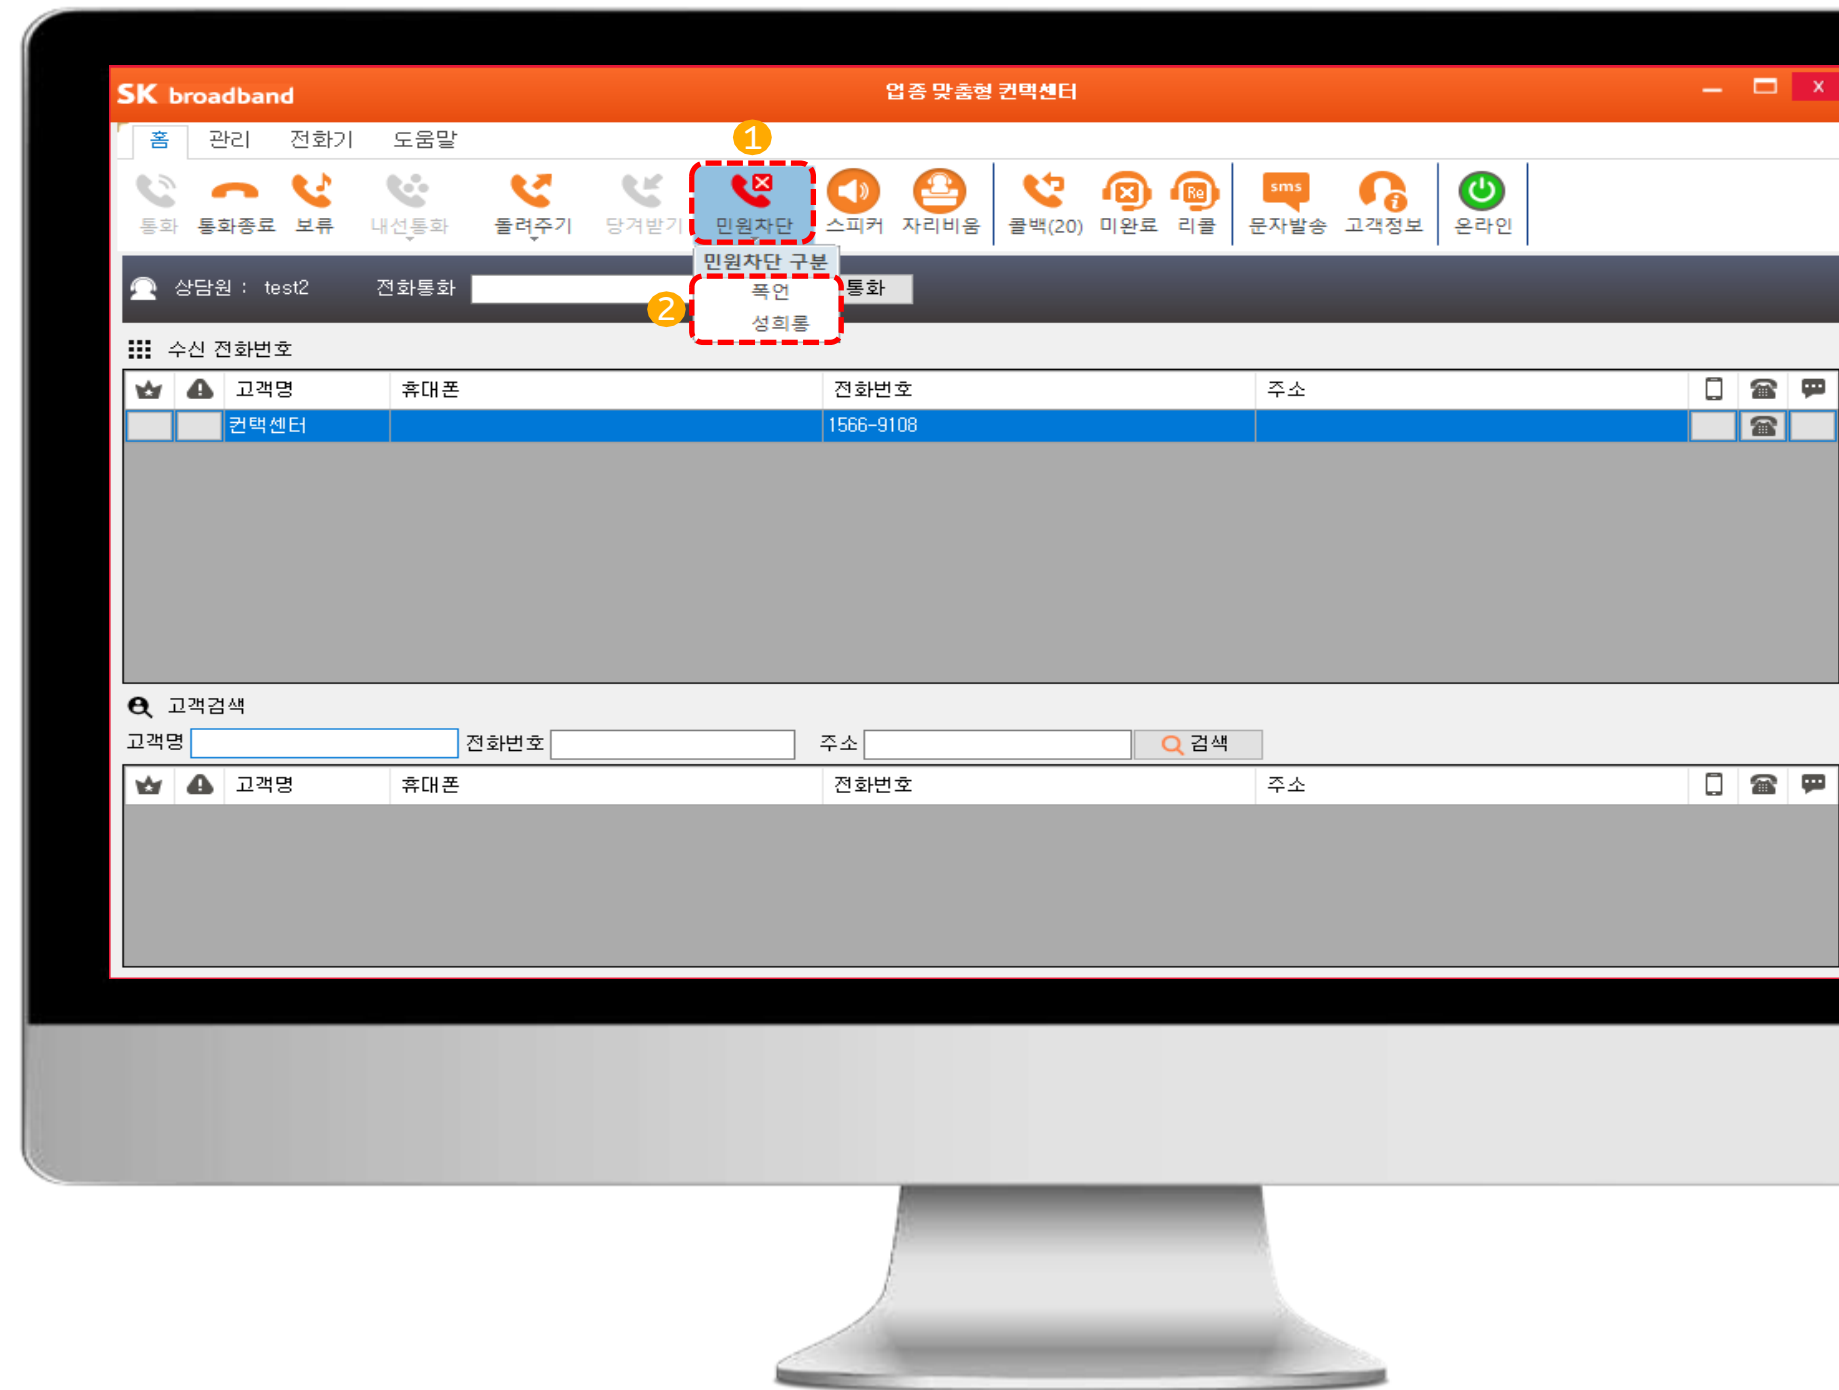 SK broadband
업종 맞춤형 컨택센터
X
홈 관리 전화기 도움말
1
통화 통화종료 보류 내선통화 돌려주기 당겨받기 민원차단 스피커 자리비움 콜백(20) 미완료 리콜 문자발송 고객정보 온라인
Re
sms
민원차단 구분
상담원 : test2 전화통화 통화
2
폭언
성희롱
수신 전화번호
고객명 휴대폰 전화번호 주소
컨택센터 1566-9108
고객검색
고객명 전화번호 주소 검색
고객명 휴대폰 전화번호 주소